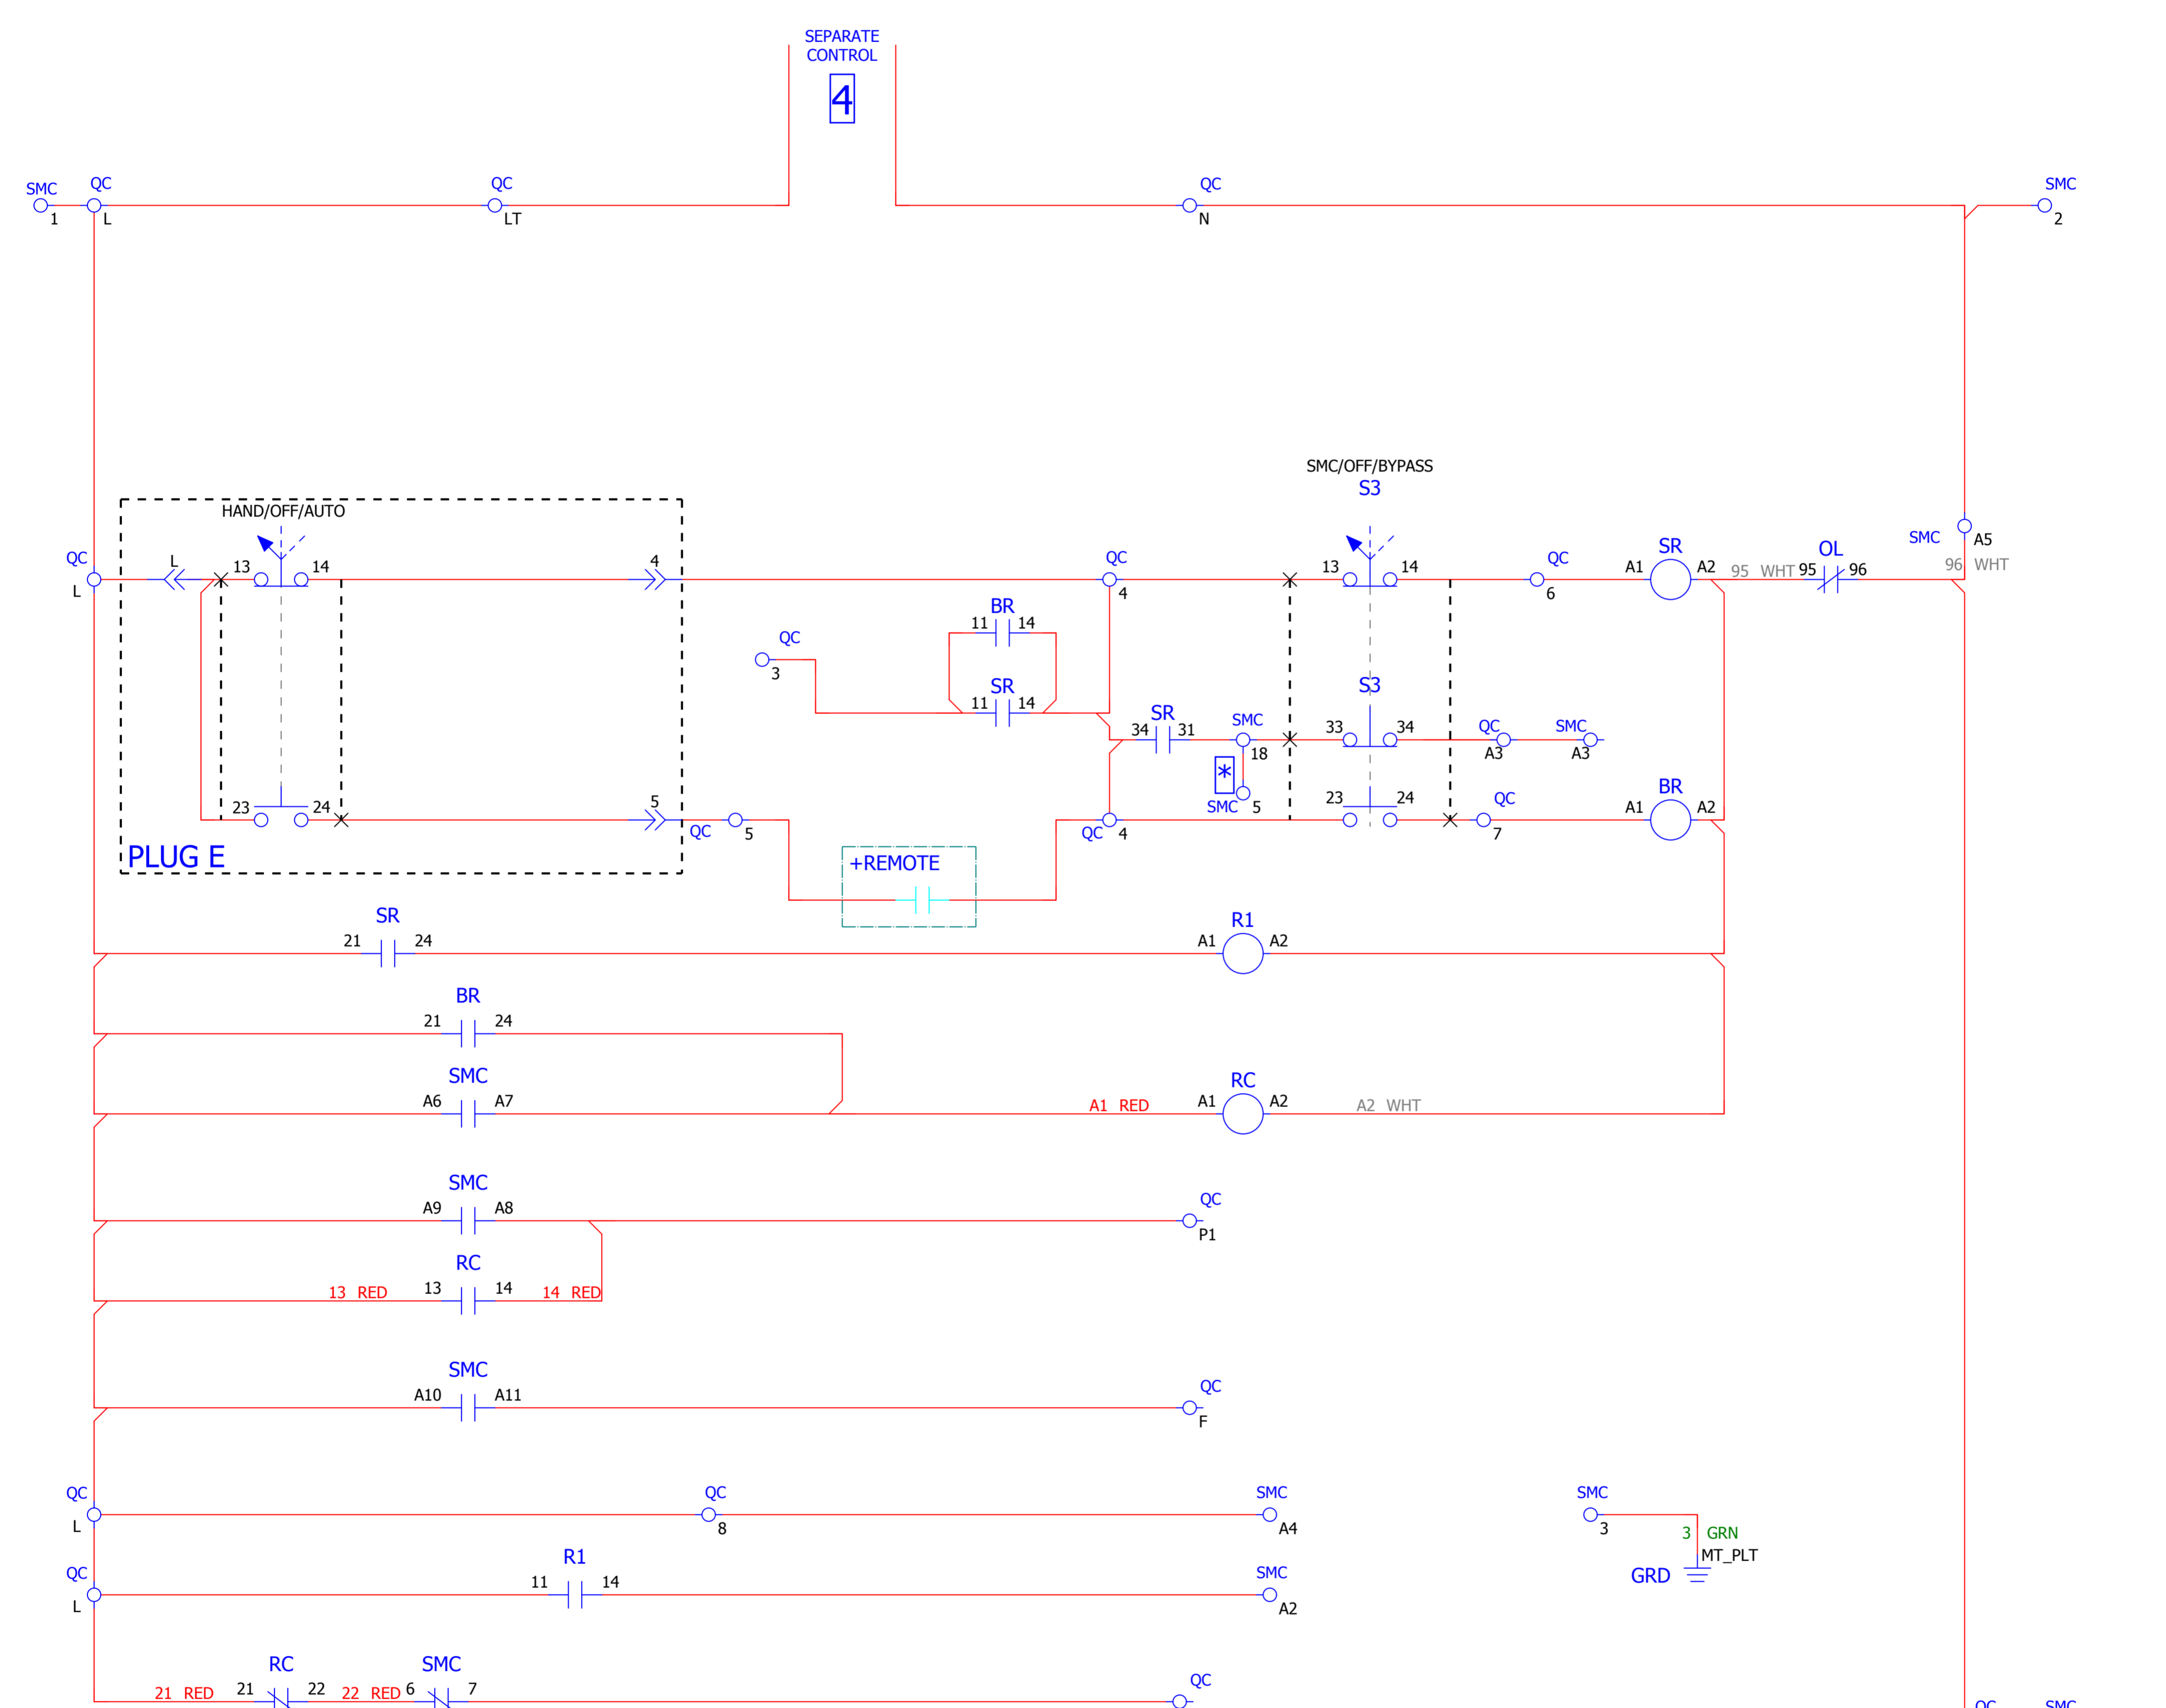 SEPARATE
CONTROL
4
SMC
QC
QC
QC
SMC
1
L
LT
N
2
SMC/OFF/BYPASS
S3
HAND/OFF/AUTO
SMC
A5
QC
L
13
14
4
QC
13
14
QC
SR
A1
A2
95 WHT
95
OL
96
96 WHT
L
4
6
BR
11
14
QC
3
SR
11
14
S3
SR
34
31
SMC
18
33
34
QC
A3
SMC
A3
*
SMC
5
23
24
5
QC
5
QC
4
23
24
QC
7
BR
A1
A2
PLUG E
+REMOTE
SR
21
24
R1
A1
A2
BR
21
24
SMC
A6
A7
A1 RED
RC
A1
A2
A2 WHT
SMC
A9
A8
QC
P1
RC
13 RED
13
14
14 RED
SMC
A10
A11
QC
F
QC
L
QC
8
SMC
A4
SMC
3
3 GRN
MT_PLT
GRD
QC
L
R1
11
14
SMC
A2
RC
21 RED
21
22
22 RED
SMC
6
7
QC
QC
SMC